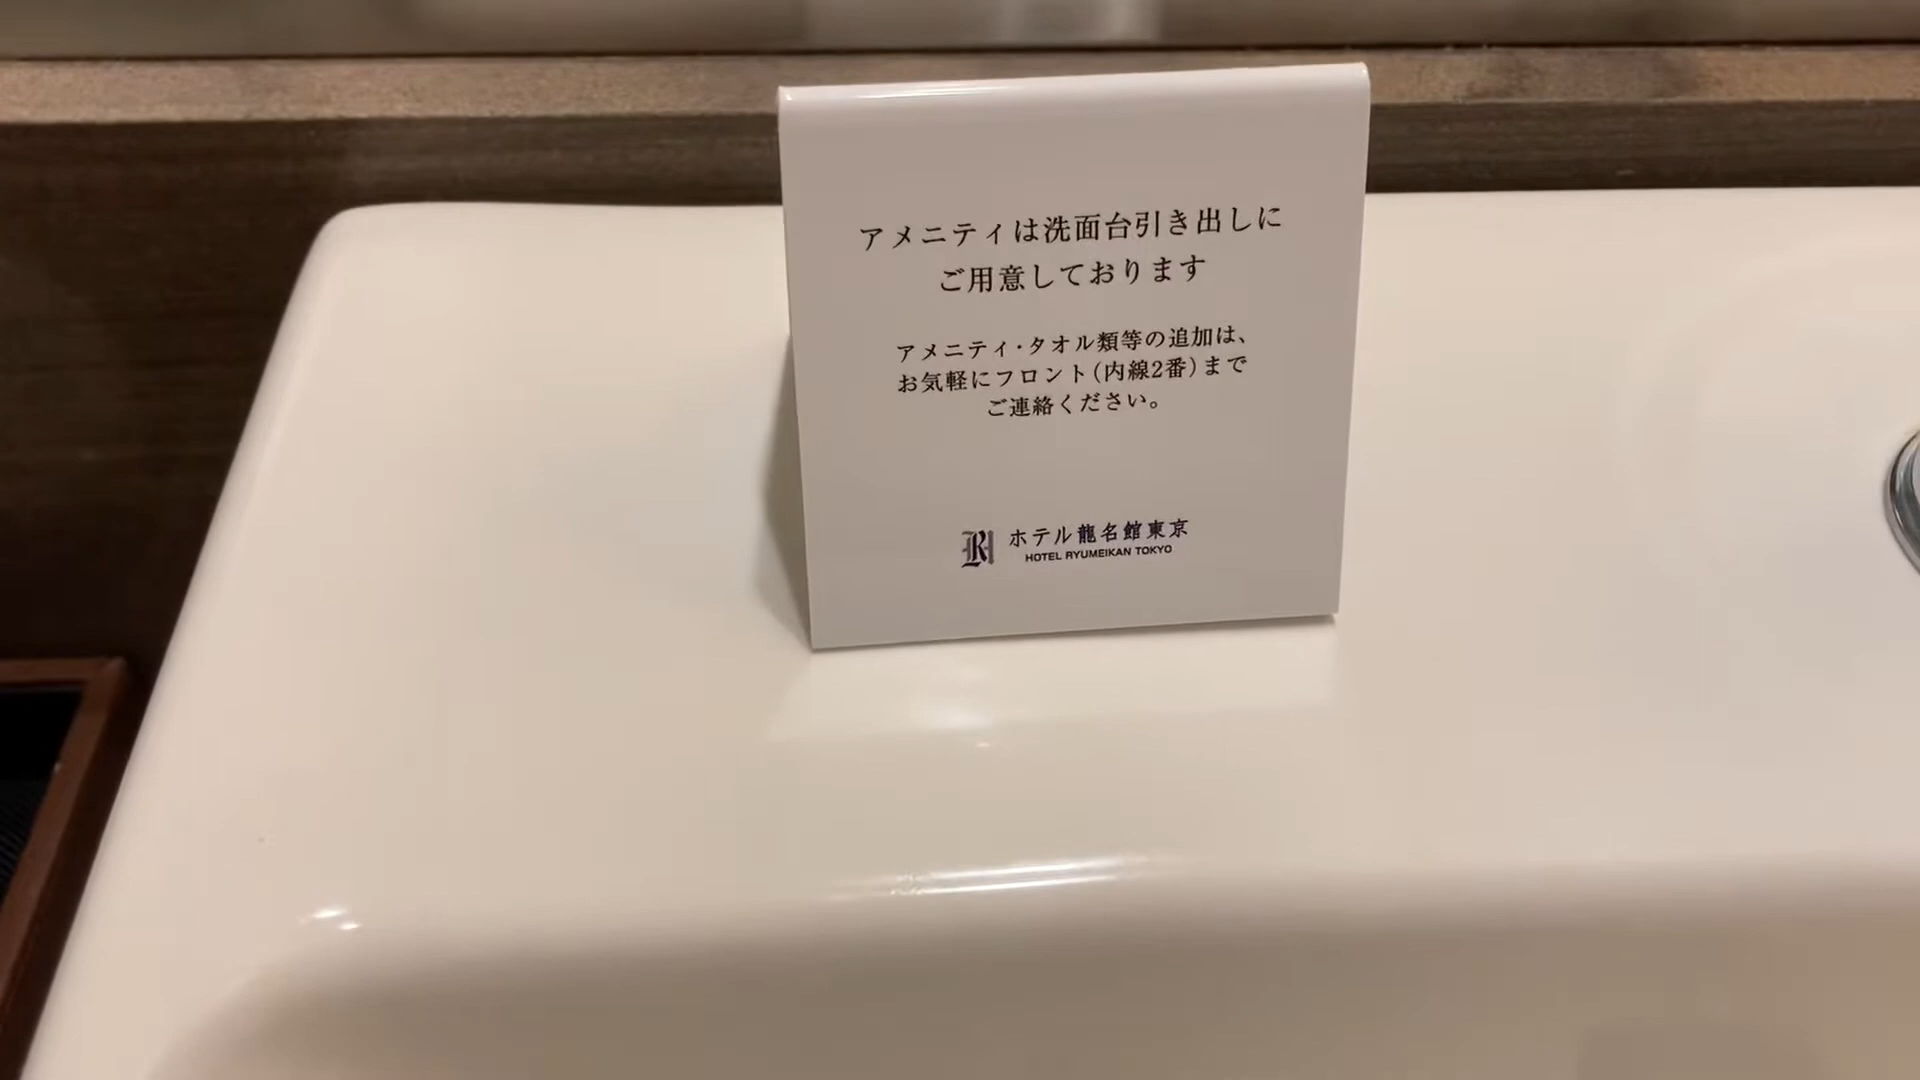 アメニティは洗面台引き出しに
ご用意しております
アメニティ・タオル類等の追加は、
お気軽にフロント（内線2番）まで
ご連絡ください。
R ホテル龍名館東京
HOTEL RYUMEIKAN TOKYO